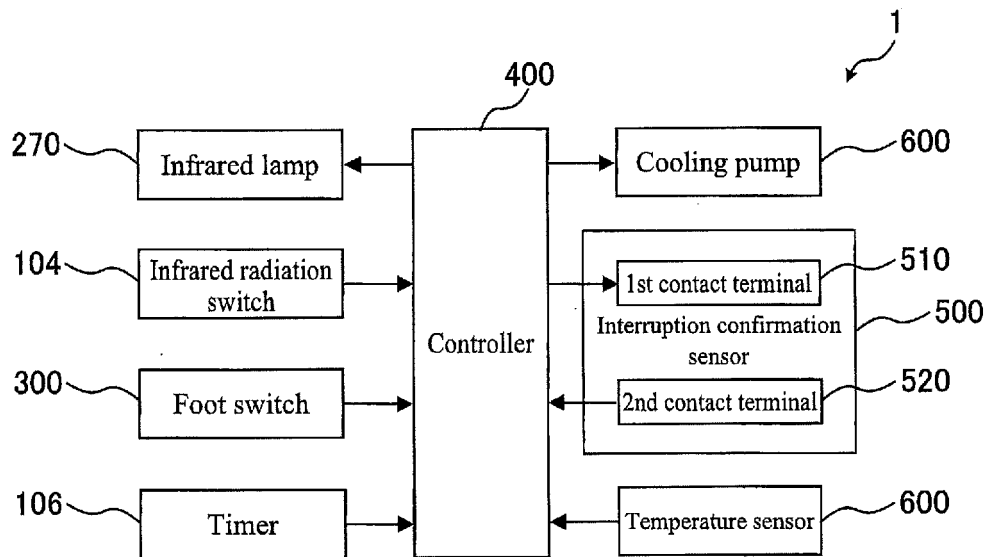 1
400
270
Infrared lamp
Cooling pump
600
104
Infrared radiation
switch
1st contact terminal
510
Controller
Interruption confirmation
sensor
500
300
Foot switch
2nd contact terminal
520
106
Timer
Temperature sensor
600